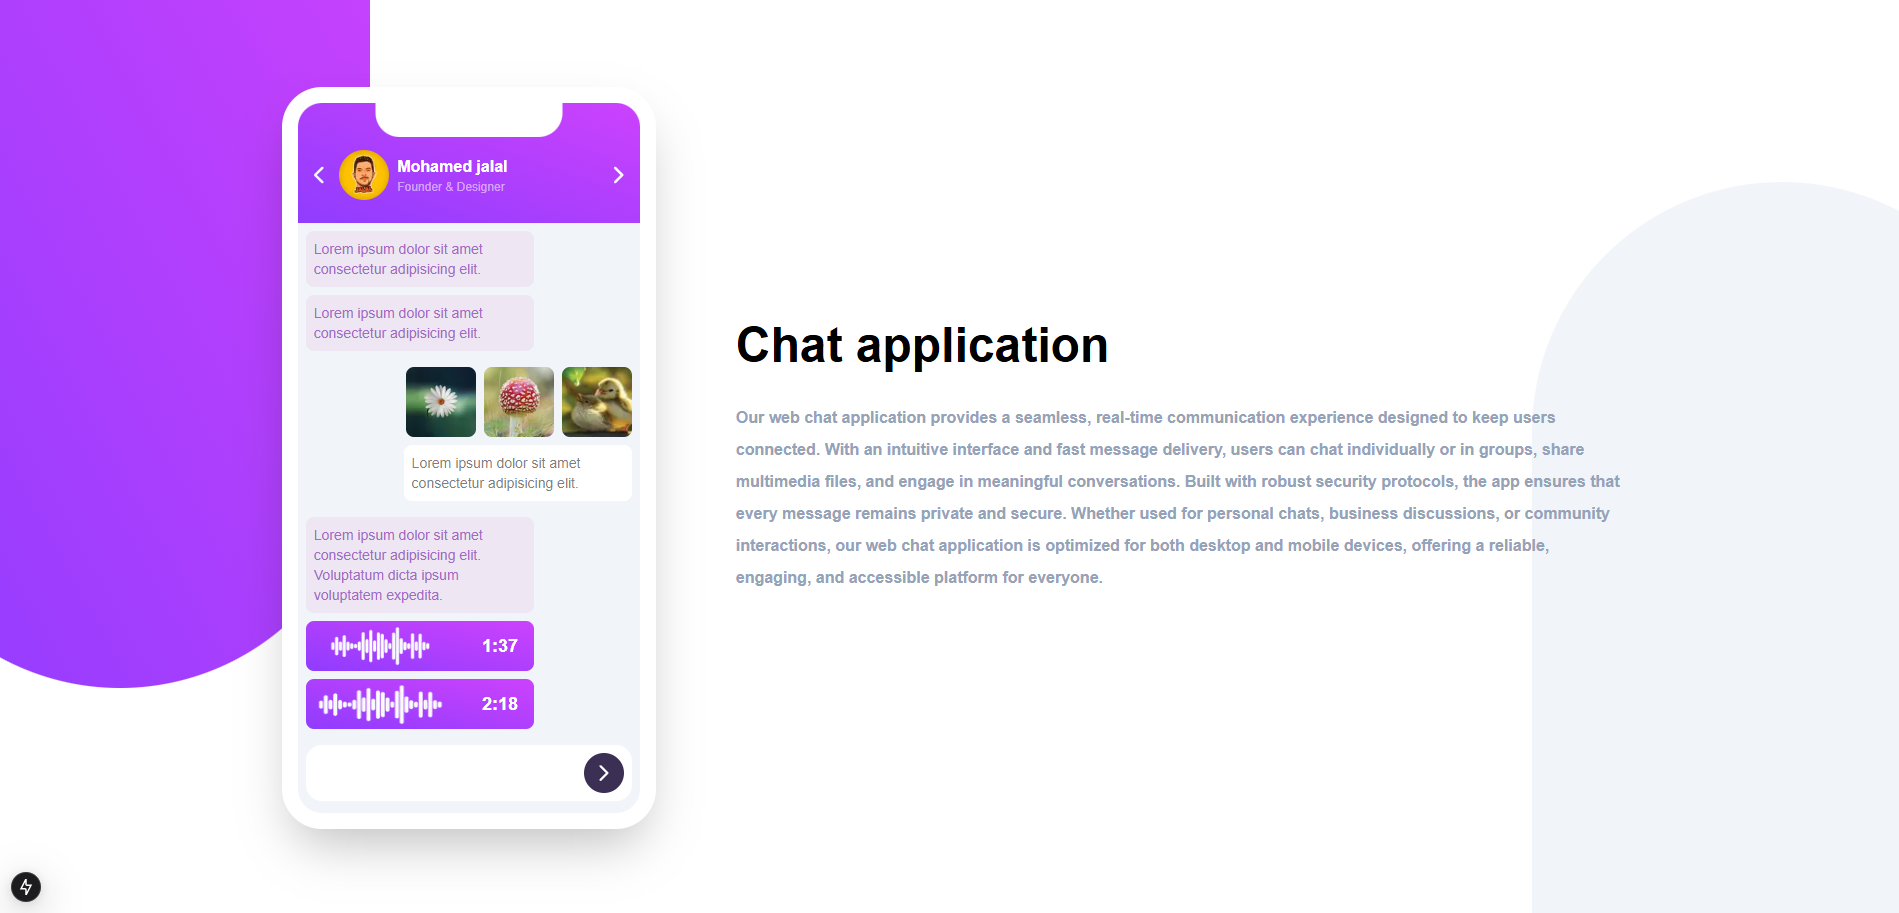 Mohamed jalal
Founder & Designer
Lorem ipsum dolor sit amet
consectetur adipisicing elit.
Lorem ipsum dolor sit amet
consectetur adipisicing elit.
Lorem ipsum dolor sit amet
consectetur adipisicing elit.
Lorem ipsum dolor sit amet
consectetur adipisicing elit.
Voluptatum dicta ipsum
voluptatem expedita.
1:37
2:18
Chat application
Our web chat application provides a seamless, real-time communication experience designed to keep users
connected. With an intuitive interface and fast message delivery, users can chat individually or in groups, share
multimedia files, and engage in meaningful conversations. Built with robust security protocols, the app ensures that
every message remains private and secure. Whether used for personal chats, business discussions, or community
interactions, our web chat application is optimized for both desktop and mobile devices, offering a reliable,
engaging, and accessible platform for everyone.